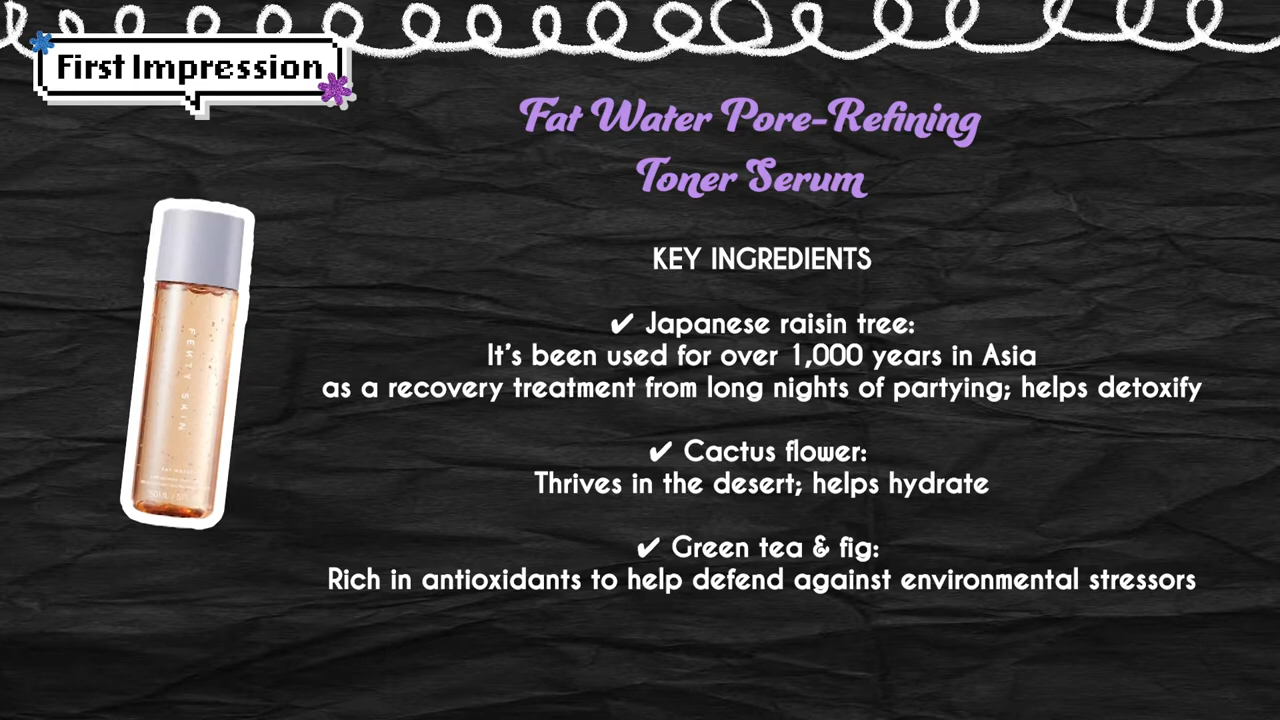 First Impression
Fat Water Pore-Refining
Toner Serum
KEY INGREDIENTS
✔ Japanese raisin tree:
It's been used for over 1,000 years in Asia
as a recovery treatment from long nights of partying; helps detoxify
✔ Cactus flower:
Thrives in the desert; helps hydrate
✔ Green tea & fig:
Rich in antioxidants to help defend against environmental stressors
FENTY SKIN
FAT WATER